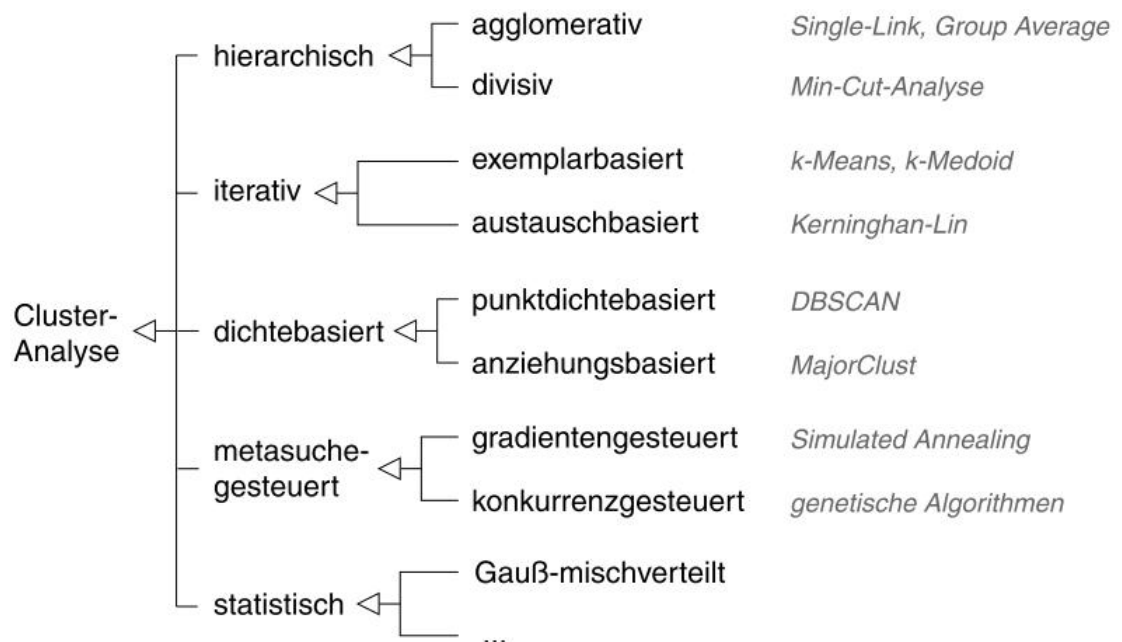 Cluster-
Analyse
hierarchisch
agglomerativ
Single-Link, Group Average
divisiv
Min-Cut-Analyse
iterativ
exemplarbasiert
k-Means, k-Medoid
austauschbasiert
Kerninghan-Lin
dichtebasiert
punktdichtebasiert
DBSCAN
anziehungsbasiert
MajorClust
metasuche-
gesteuert
gradientengesteuert
Simulated Annealing
konkurrenzgesteuert
genetische Algorithmen
statistisch
Gauß-mischverteilt
...